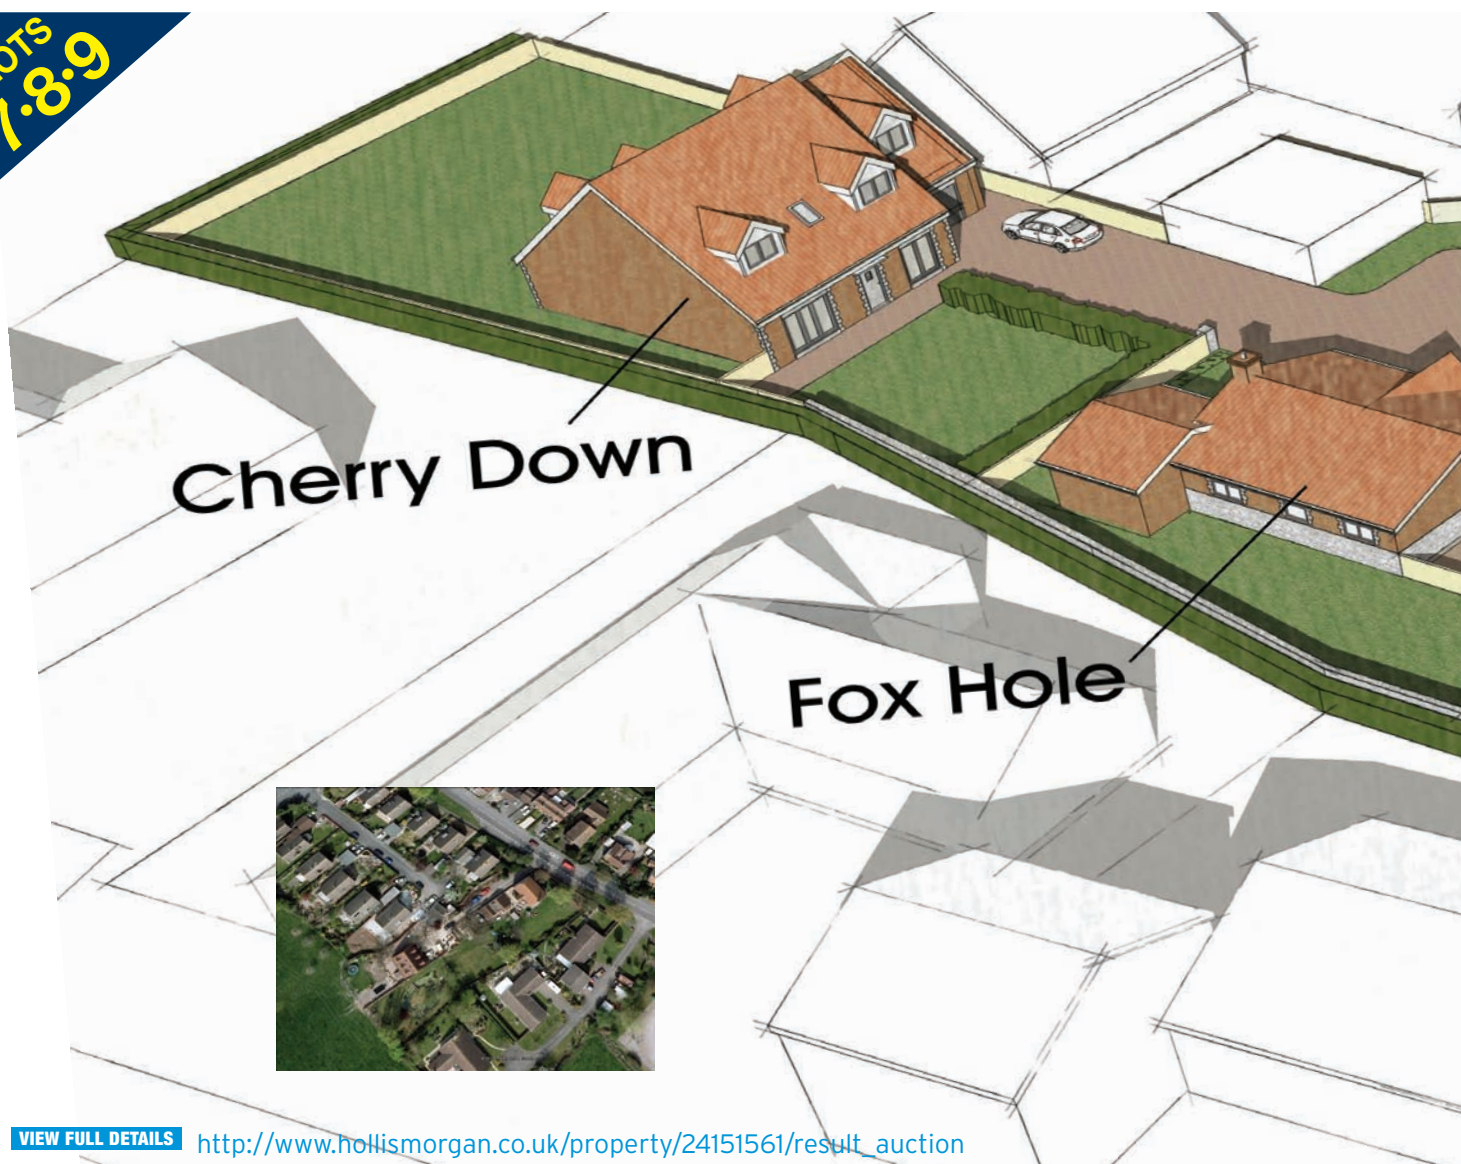 7·8·9
Cherry Down
Fox Hole
VIEW FULL DETAILS http://www.hollismorgan.co.uk/property/24151561/result_auction